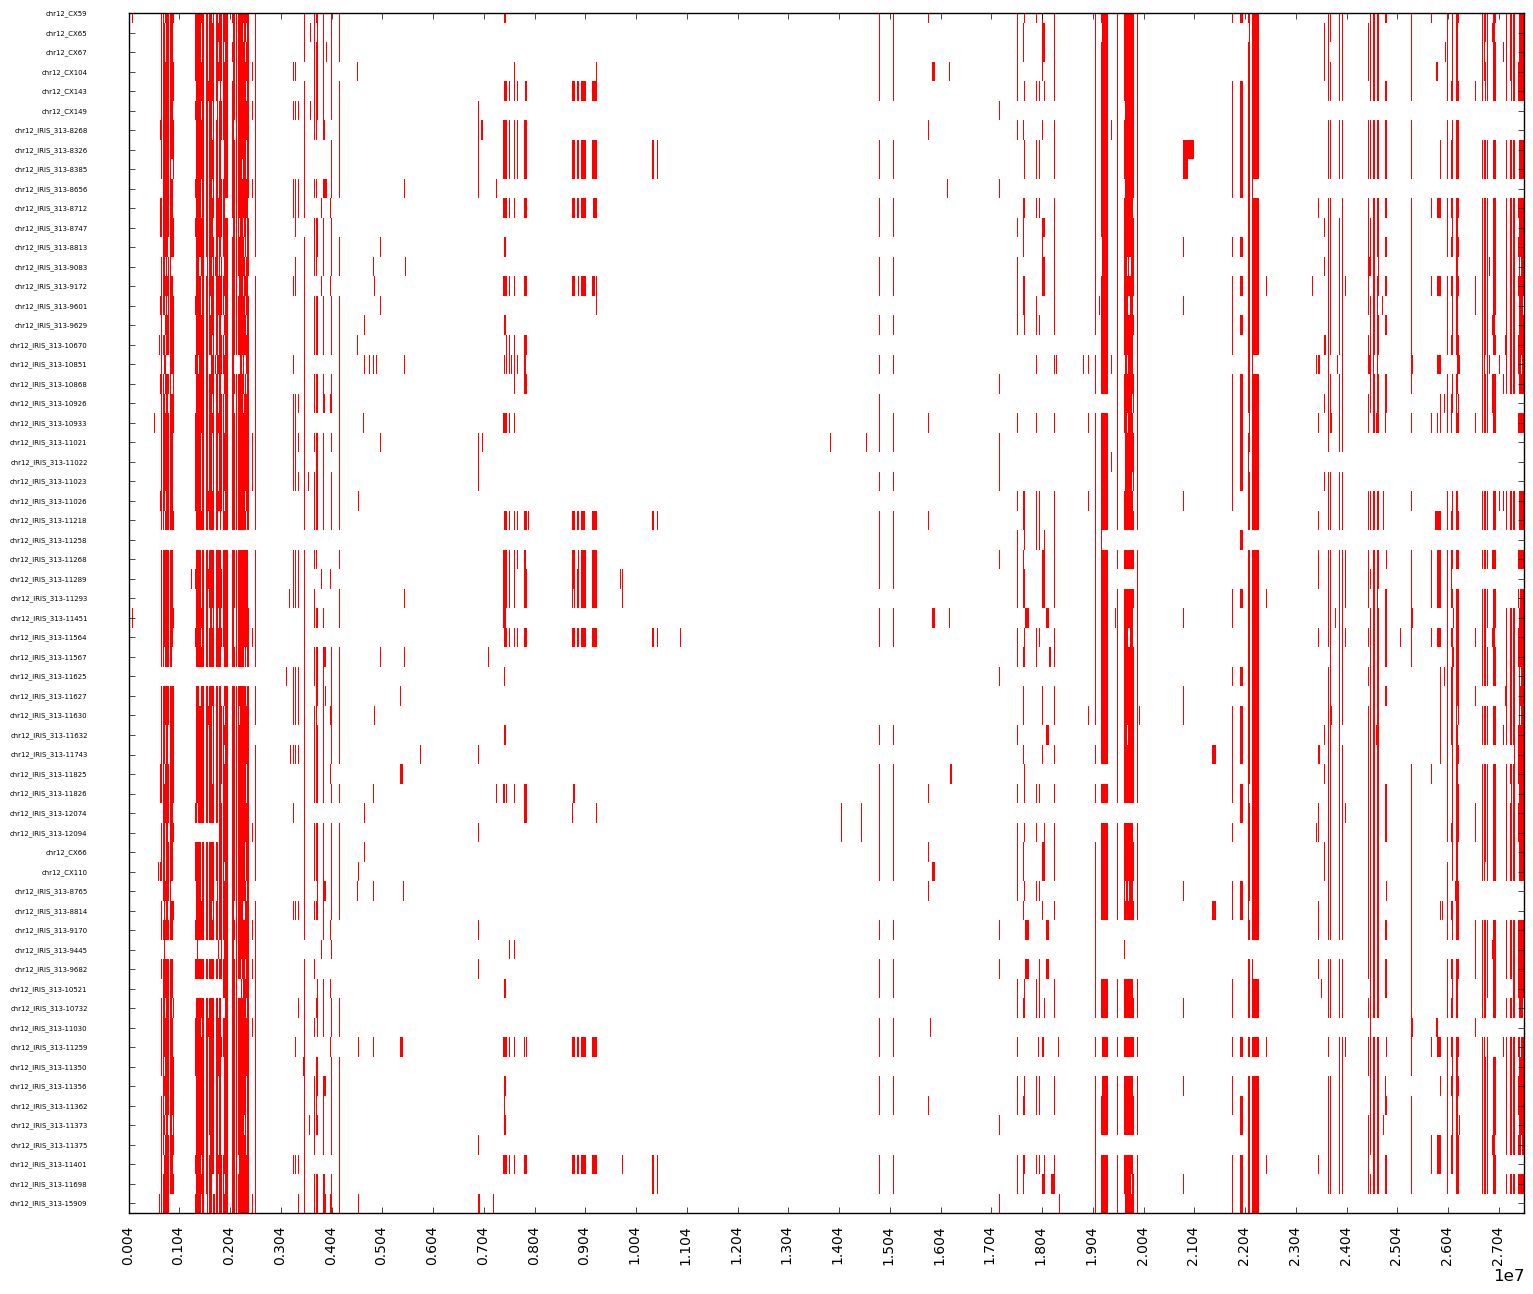 chr12_CX59
chr12_CX65
chr12_CX67
chr12_CX104
chr12_CX143
chr12_CX149
chr12_IRIS_313-8268
chr12_IRIS_313-8326
chr12_IRIS_313-8385
chr12_IRIS_313-8656
chr12_IRIS_313-8712
chr12_IRIS_313-8747
chr12_IRIS_313-8813
chr12_IRIS_313-9083
chr12_IRIS_313-9172
chr12_IRIS_313-9601
chr12_IRIS_313-9629
chr12_IRIS_313-10670
chr12_IRIS_313-10851
chr12_IRIS_313-10868
chr12_IRIS_313-10926
chr12_IRIS_313-10933
chr12_IRIS_313-11021
chr12_IRIS_313-11022
chr12_IRIS_313-11023
chr12_IRIS_313-11026
chr12_IRIS_313-11218
chr12_IRIS_313-11258
chr12_IRIS_313-11268
chr12_IRIS_313-11289
chr12_IRIS_313-11293
chr12_IRIS_313-11451
chr12_IRIS_313-11564
chr12_IRIS_313-11567
chr12_IRIS_313-11625
chr12_IRIS_313-11627
chr12_IRIS_313-11630
chr12_IRIS_313-11632
chr12_IRIS_313-11743
chr12_IRIS_313-11825
chr12_IRIS_313-11826
chr12_IRIS_313-12074
chr12_IRIS_313-12094
chr12_CX66
chr12_CX110
chr12_IRIS_313-8765
chr12_IRIS_313-8814
chr12_IRIS_313-9170
chr12_IRIS_313-9445
chr12_IRIS_313-9682
chr12_IRIS_313-10521
chr12_IRIS_313-10732
chr12_IRIS_313-11030
chr12_IRIS_313-11259
chr12_IRIS_313-11350
chr12_IRIS_313-11356
chr12_IRIS_313-11362
chr12_IRIS_313-11373
chr12_IRIS_313-11375
chr12_IRIS_313-11401
chr12_IRIS_313-11698
chr12_IRIS_313-15909
0.004
0.104
0.204
0.304
0.404
0.504
0.604
0.704
0.804
0.904
1.004
1.104
1.204
1.304
1.404
1.504
1.604
1.704
1.804
1.904
2.004
2.104
2.204
2.304
2.404
2.504
2.604
2.704
1e7